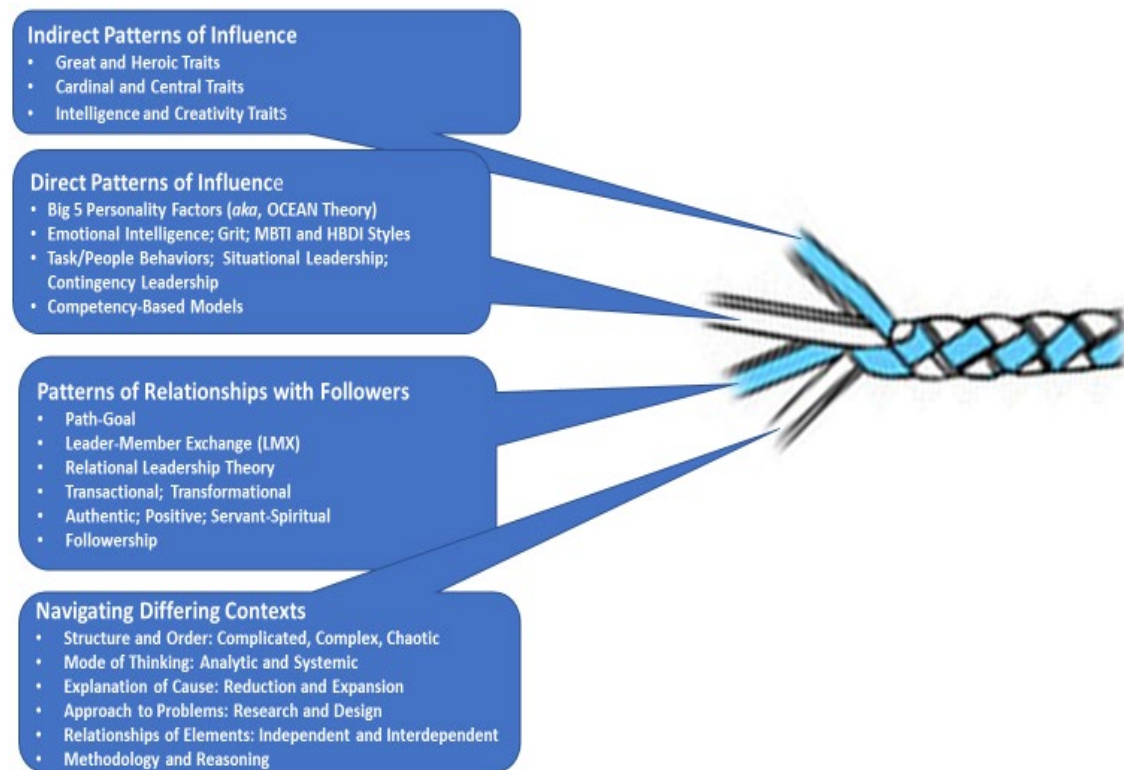 Indirect Patterns of Influence
• Great and Heroic Traits
• Cardinal and Central Traits
• Intelligence and Creativity Traits
Direct Patterns of Influence
• Big 5 Personality Factors (aka, OCEAN Theory)
• Emotional Intelligence; Grit; MBTI and HBDI Styles
• Task/People Behaviors; Situational Leadership;
Contingency Leadership
• Competency-Based Models
Patterns of Relationships with Followers
• Path-Goal
• Leader-Member Exchange (LMX)
• Relational Leadership Theory
• Transactional; Transformational
• Authentic; Positive; Servant-Spiritual
• Followership
Navigating Differing Contexts
• Structure and Order: Complicated, Complex, Chaotic
• Mode of Thinking: Analytic and Systemic
• Explanation of Cause: Reduction and Expansion
• Approach to Problems: Research and Design
• Relationships of Elements: Independent and Interdependent
• Methodology and Reasoning